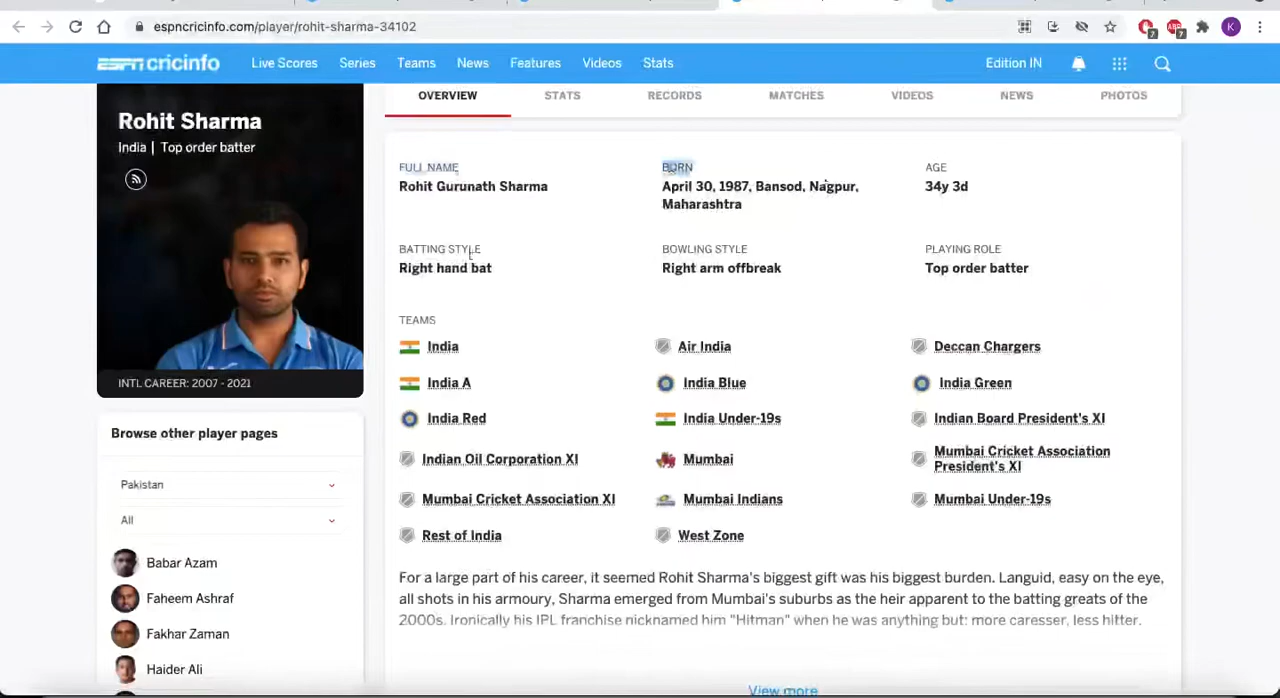 espncricinfo.com/player/rohit-sharma-34102
7
7
K
ESPN cricinfo
Live Scores
Series
Teams
News
Features
Videos
Stats
Edition IN
Rohit Sharma
India | Top order batter
INTL CAREER: 2007 - 2021
OVERVIEW
STATS
RECORDS
MATCHES
VIDEOS
NEWS
PHOTOS
FULL NAME
Rohit Gurunath Sharma
BORN
April 30, 1987, Bansod, Nagpur,
Maharashtra
AGE
34y 3d
BATTING STYLE
Right hand bat
BOWLING STYLE
Right arm offbreak
PLAYING ROLE
Top order batter
TEAMS
India
Air India
Deccan Chargers
India A
India Blue
India Green
India Red
India Under-19s
Indian Board President's XI
Indian Oil Corporation XI
Mumbai
Mumbai Cricket Association
President's XI
Mumbai Cricket Association XI
Mumbai Indians
Mumbai Under-19s
Rest of India
West Zone
For a large part of his career, it seemed Rohit Sharma's biggest gift was his biggest burden. Languid, easy on the eye,
all shots in his armoury, Sharma emerged from Mumbai's suburbs as the heir apparent to the batting greats of the
2000s. Ironically his IPL franchise nicknamed him "Hitman" when he was anything but: more caresser, less hitter.
View more
Browse other player pages
Pakistan
All
Babar Azam
Faheem Ashraf
Fakhar Zaman
Haider Ali